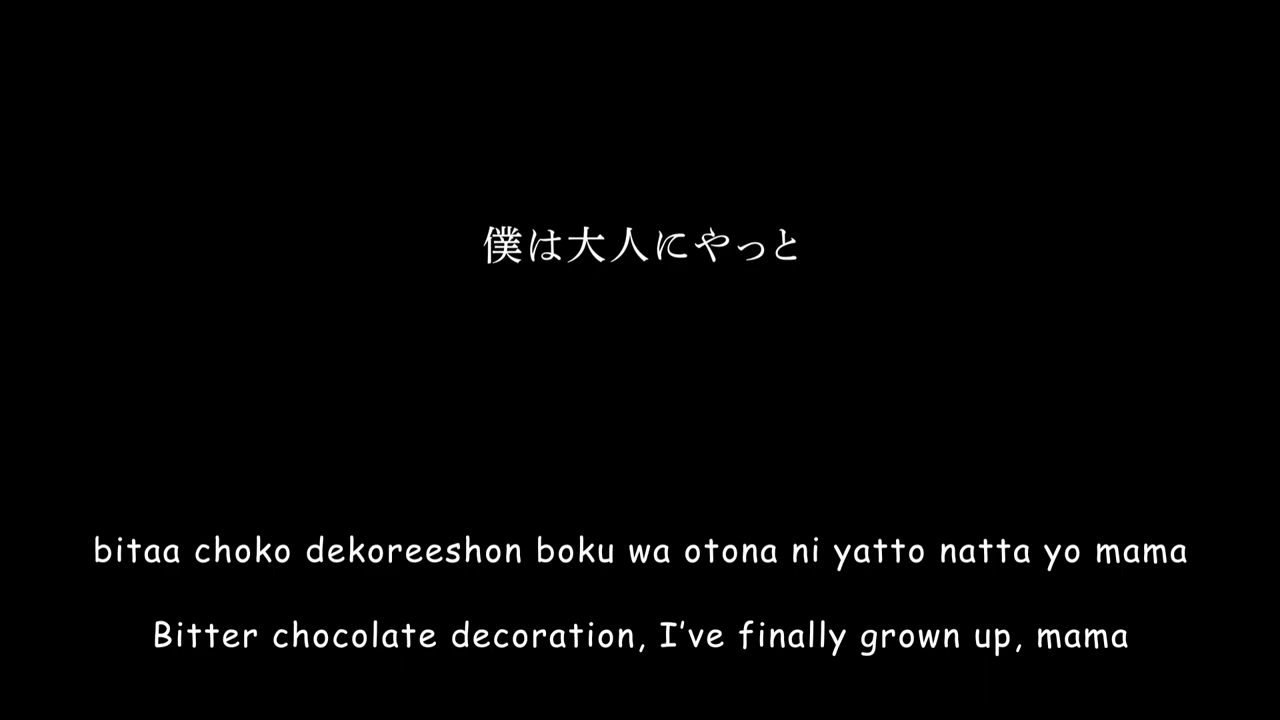 僕は大人にやっと
bitaa choko dekoreeshon boku wa otona ni yatto natta yo mama
Bitter chocolate decoration, I've finally grown up, mama